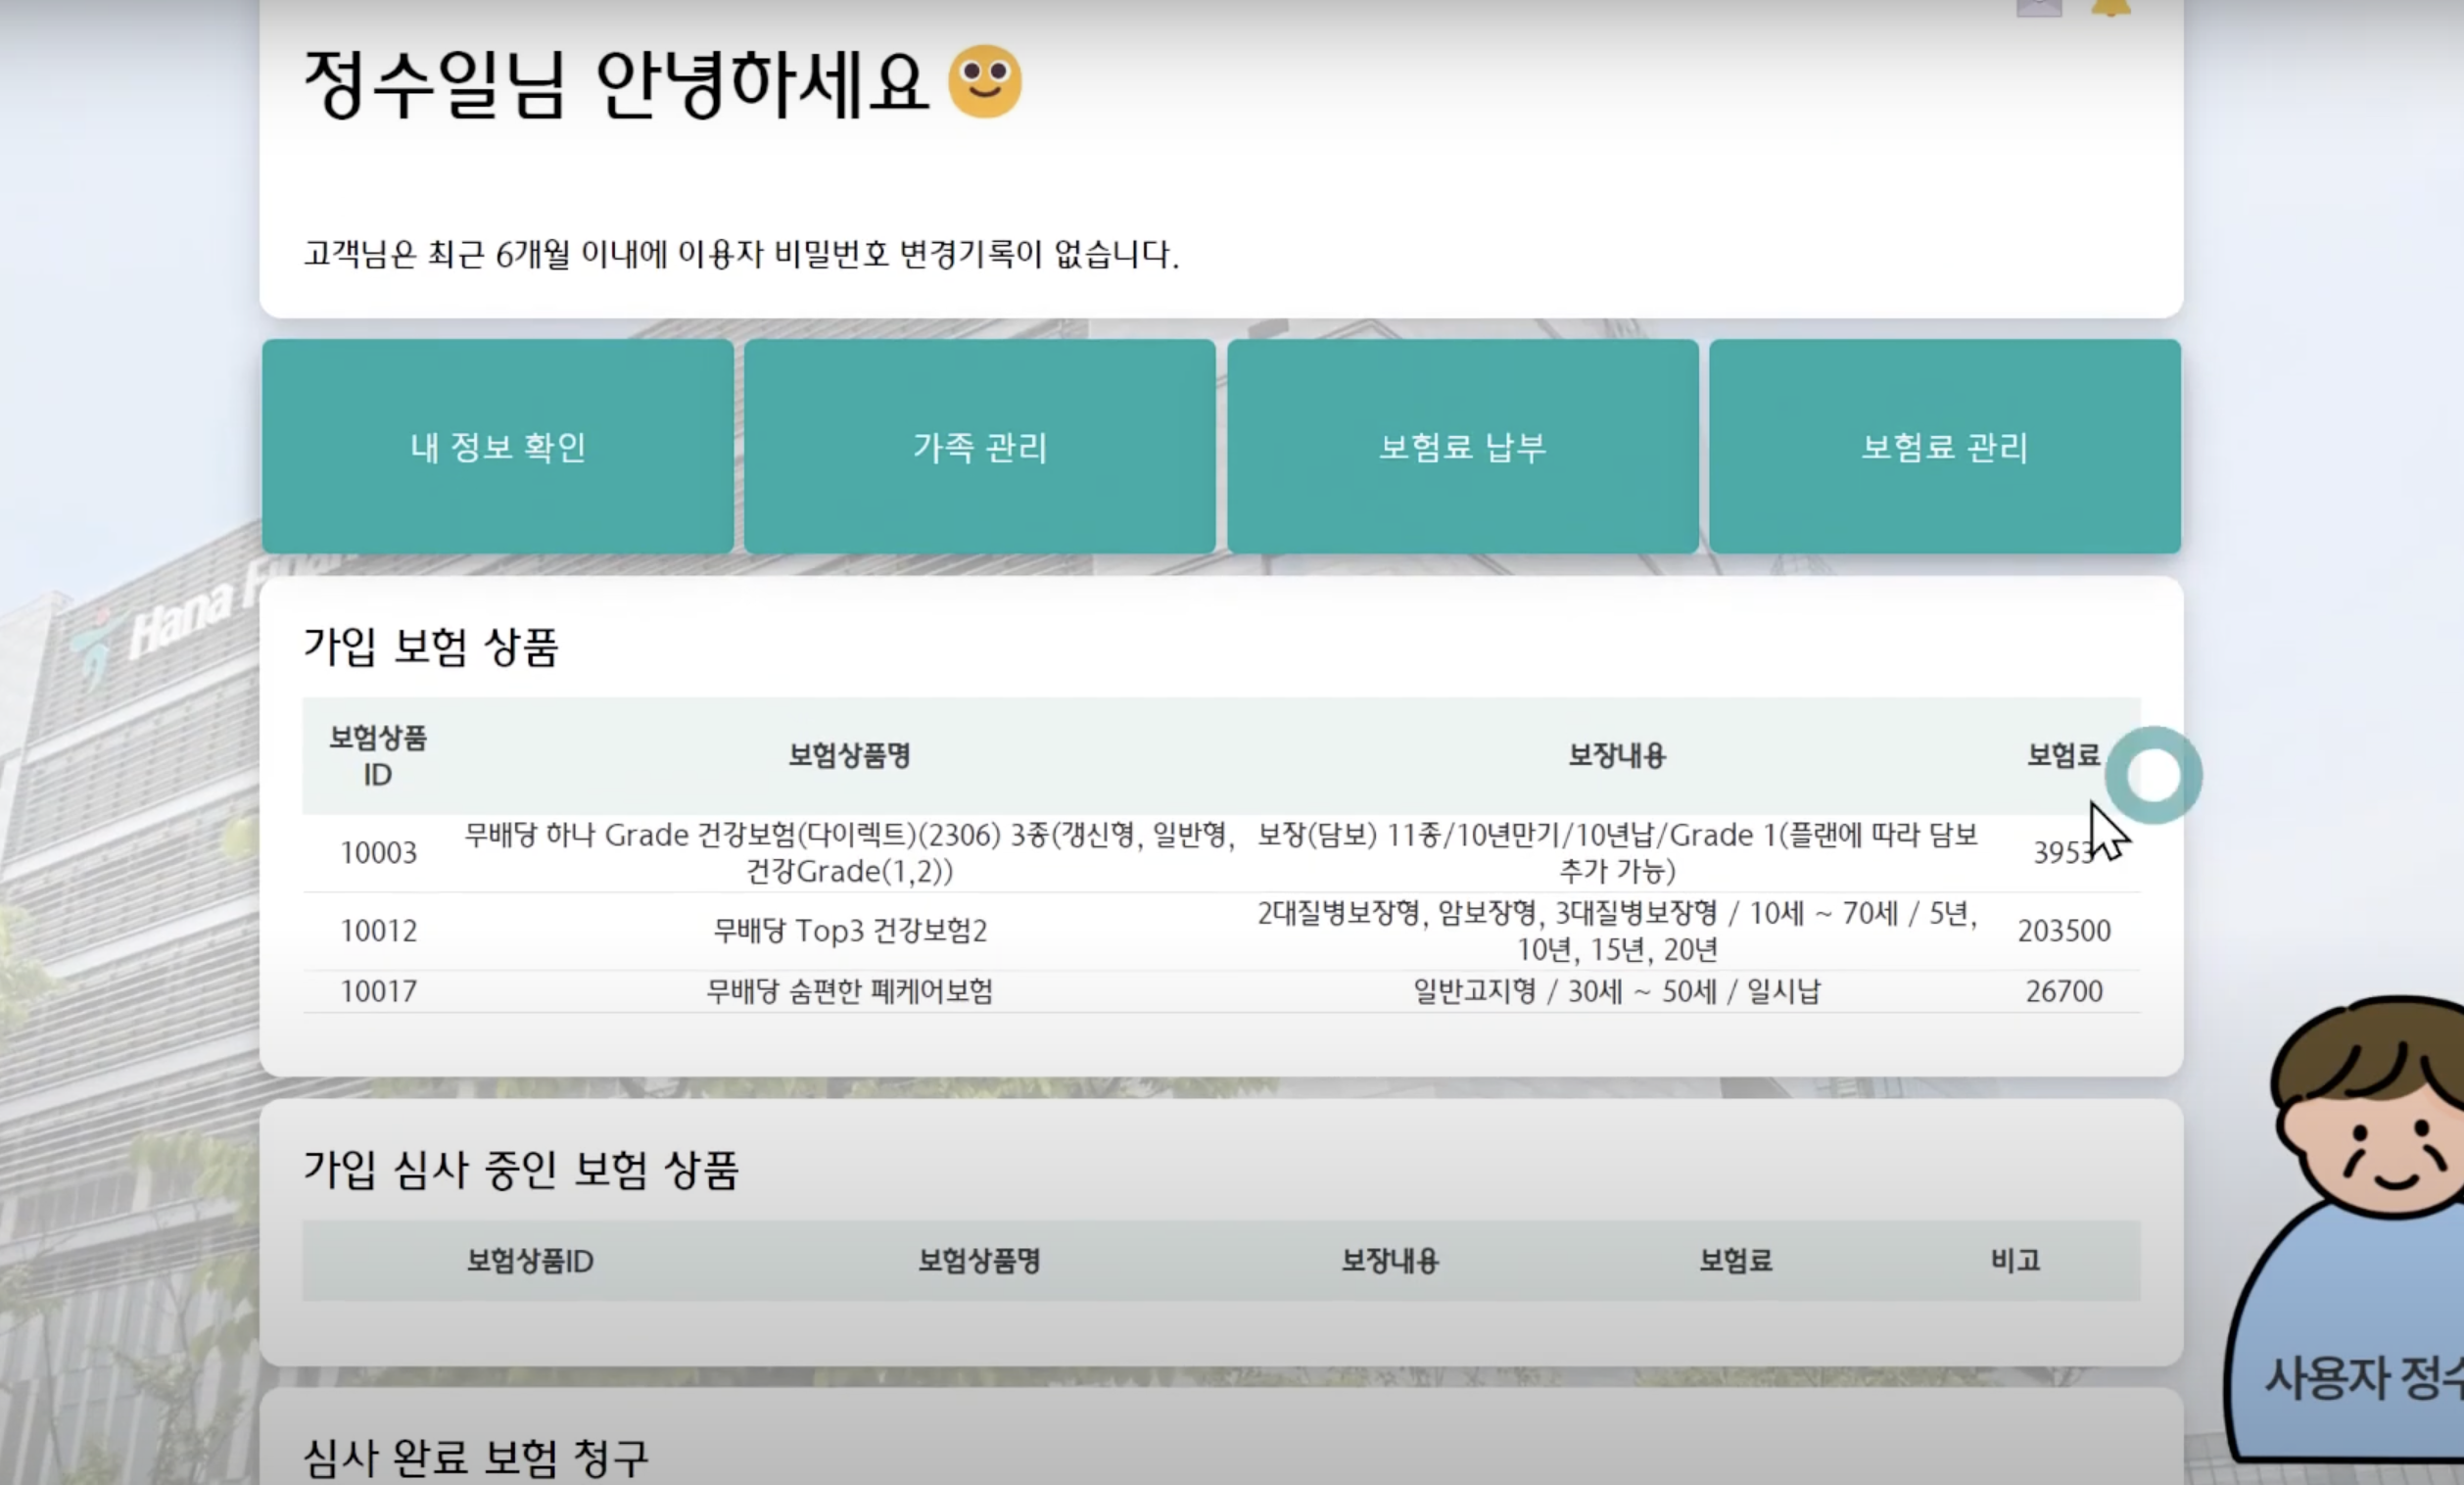 정수일님 안녕하세요
고객님은 최근 6개월 이내에 이용자 비밀번호 변경기록이 없습니다.
내 정보 확인
가족 관리
보험료 납부
보험료 관리
Hana
가입 보험 상품
보험상품
ID
보험상품명
보장내용
보험료
10003
무배당 하나 Grade 건강보험(다이렉트)(2306) 3종(갱신형, 일반형,
건강Grade(1,2))
보장(담보) 11종/10년만기/10년납/Grade 1(플랜에 따라 담보
추가 가능)
3953
10012
무배당 Top3 건강보험2
2대질병보장형, 암보장형, 3대질병보장형 / 10세 ~ 70세 / 5년,
10년, 15년, 20년
203500
10017
무배당 숨편한 폐케어보험
일반고지형 / 30세 ~ 50세 / 일시납
26700
가입 심사 중인 보험 상품
보험상품ID
보험상품명
보장내용
보험료
비고
사용자 정수
심사 완료 보험 청구